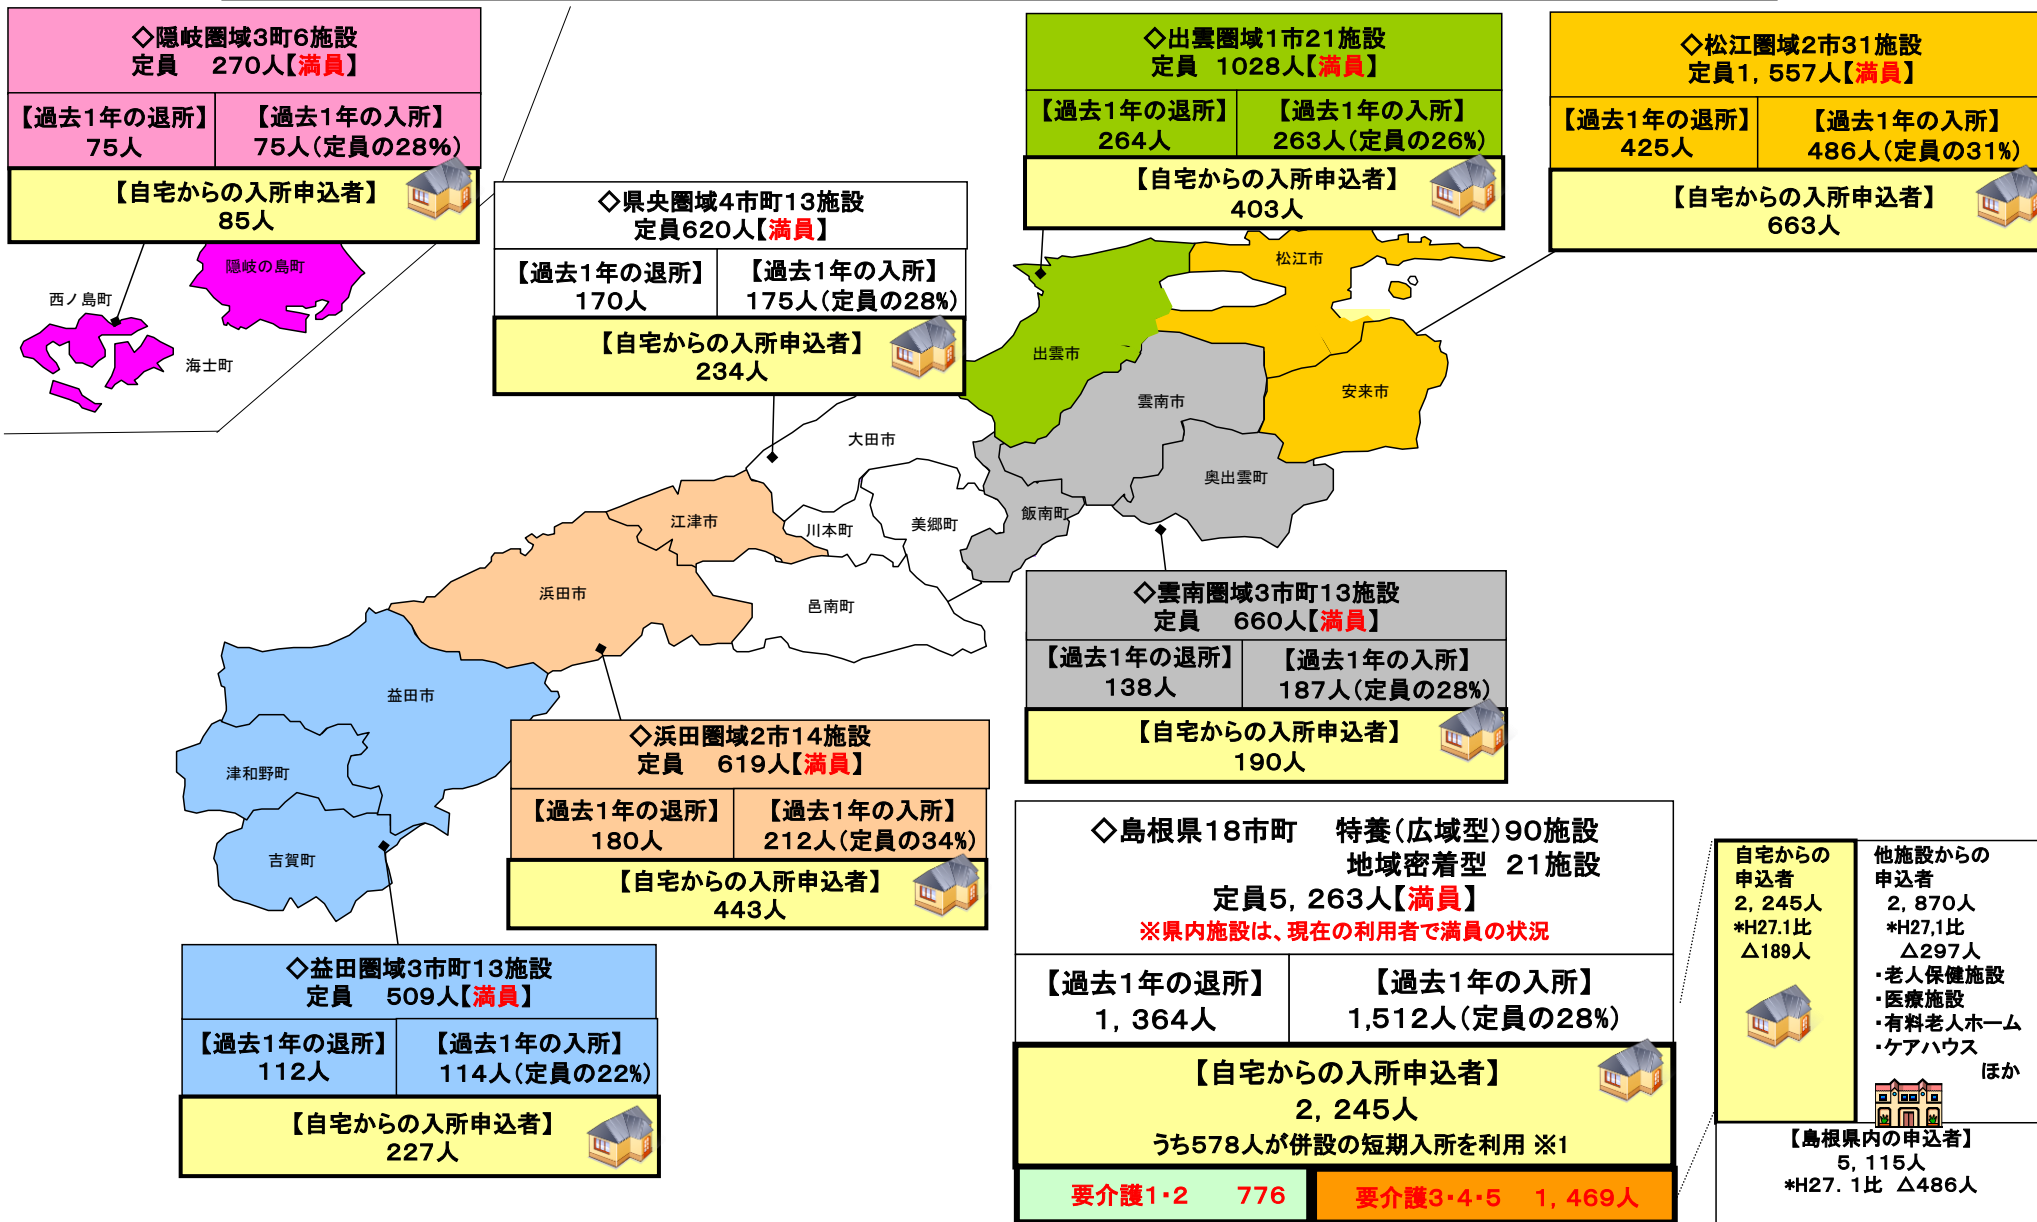 ◇隠岐圏域3町6施設
定員　270人【満員】
【過去1年の退所】
75人
【過去1年の入所】
75人(定員の28%)
【自宅からの入所申込者】
85人
◇出雲圏域1市21施設
定員 1028人【満員】
【過去1年の退所】
264人
【過去1年の入所】
263人(定員の26%)
【自宅からの入所申込者】
403人
◇松江圏域2市31施設
定員1,557人【満員】
【過去1年の退所】
425人
【過去1年の入所】
486人(定員の31%)
【自宅からの入所申込者】
663人
◇県央圏域4市町13施設
定員620人【満員】
【過去1年の退所】
170人
【過去1年の入所】
175人(定員の28%)
【自宅からの入所申込者】
234人
隠岐の島町
西ノ島町
海士町
松江市
出雲市
安来市
雲南市
大田市
奥出雲町
飯南町
江津市
川本町
美郷町
浜田市
邑南町
益田市
津和野町
吉賀町
◇雲南圏域3市町13施設
定員　660人【満員】
【過去1年の退所】
138人
【過去1年の入所】
187人(定員の28%)
【自宅からの入所申込者】
190人
◇浜田圏域2市14施設
定員　619人【満員】
【過去1年の退所】
180人
【過去1年の入所】
212人(定員の34%)
【自宅からの入所申込者】
443人
◇益田圏域3市町13施設
定員　509人【満員】
【過去1年の退所】
112人
【過去1年の入所】
114人(定員の22%)
【自宅からの入所申込者】
227人
◇島根県18市町　特養(広域型)90施設
地域密着型 21施設
定員5,263人【満員】
※県内施設は、現在の利用者で満員の状況
【過去1年の退所】
1,364人
【過去1年の入所】
1,512人(定員の28%)
【自宅からの入所申込者】
2,245人
うち578人が併設の短期入所を利用 ※1
要介護1・2　776
要介護3・4・5　1,469人
自宅からの
申込者
2,245人
*H27.1比
△189人
他施設からの
申込者
2,870人
*H27,1比
△297人
・老人保健施設
・医療施設
・有料老人ホーム
・ケアハウス
ほか
【島根県内の申込者】
5,115人
*H27.1比 △486人